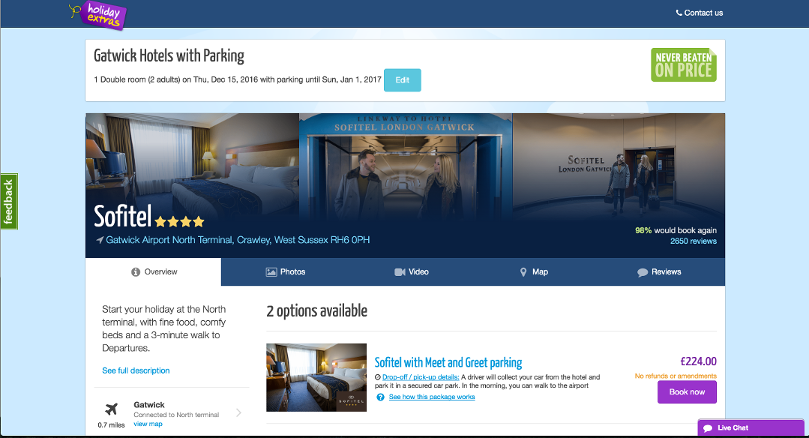 holiday
extras
Contact us
Gatwick Hotels with Parking
1 Double room (2 adults) on Thu, Dec 15, 2016 with parking until Sun, Jan 1, 2017
Edit
NEVER BEATEN
ON PRICE
LINKWAY TO HOTEL
SOFITEL LONDON GATWICK
SOFITEL
LONDON GATWICK
Sofitel
Gatwick Airport North Terminal, Crawley, West Sussex RH6 0PH
98% would book again
2650 reviews
feedback
Overview
Photos
Video
Map
Reviews
Start your holiday at the North
terminal, with fine food, comfy
beds and a 3-minute walk to
Departures.
See full description
Gatwick
Connected to North terminal
0.7 miles
view map
2 options available
SOFITEL
Sofitel with Meet and Greet parking
Drop-off / pick-up details: A driver will collect your car from the hotel and
park it in a secured car park. In the morning, you can walk to the airport
See how this package works
£224.00
No refunds or amendments
Book now
Live Chat